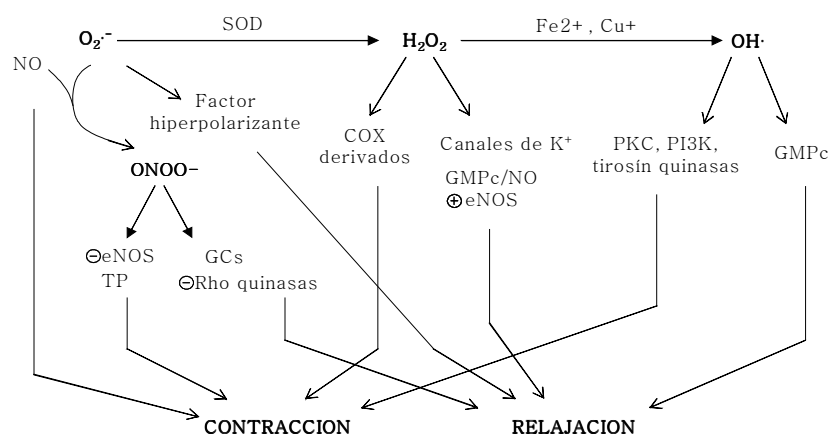 SOD
O₂·⁻
H₂O₂
Fe2+ , Cu+
OH·
NO
Factor
hiperpolarizante
COX
derivados
Canales de K⁺
GMPc/NO
⊕eNOS
PKC, PI3K,
tirosín quinasas
GMPc
ONOO−
⊖eNOS
TP
GCs
⊖Rho quinasas
CONTRACCION
RELAJACION